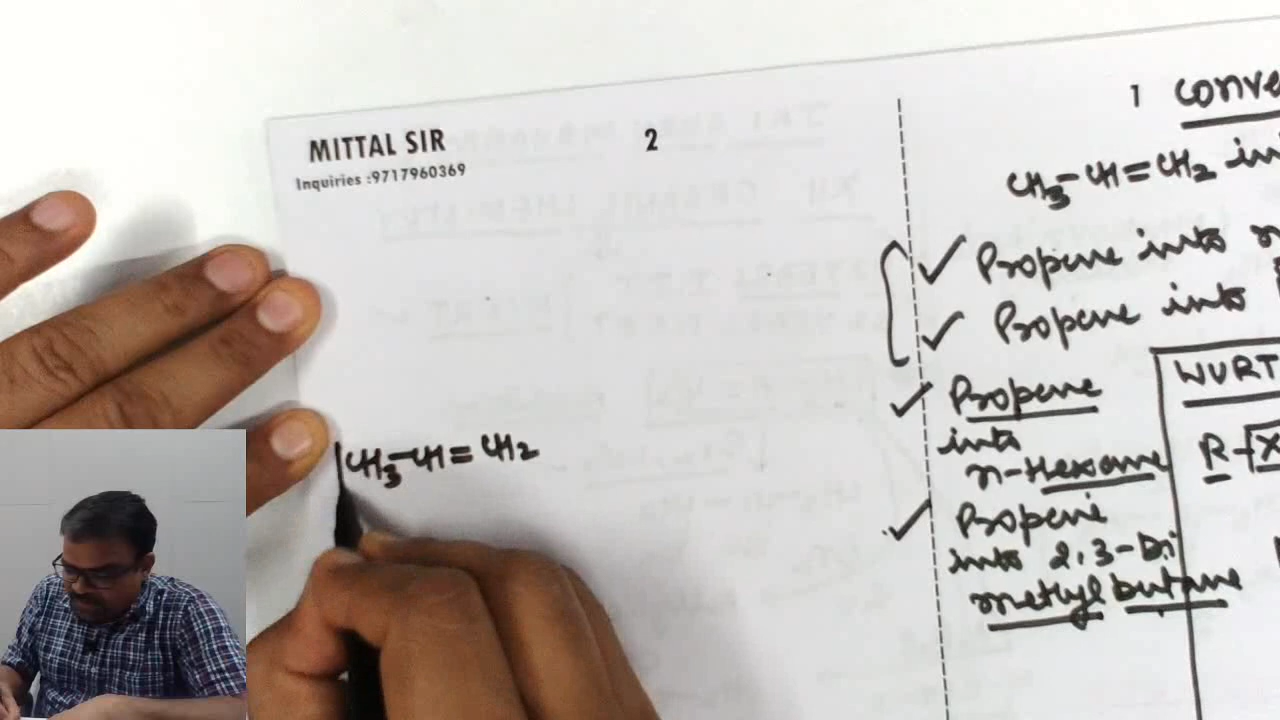 MITTAL SIR
Inquiries :9717960369
2
CH3-CH=CH2
1 CONVE
CH3-CH=CH2 in
✓ Propene into n
✓ Propene into
✓ Propene
into
n-Hexane
✓ Propene
into 2,3-Di
methyl butane
WURT
R-X